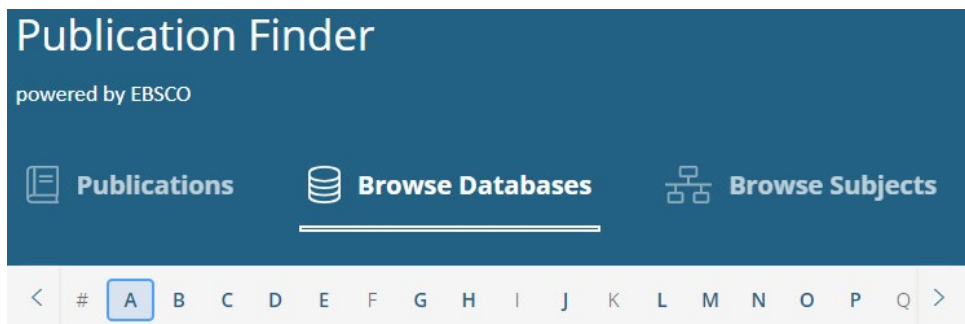 Publication Finder
powered by EBSCO
Publications Browse Databases Browse Subjects
< # A B C D E F G H I J K L M N O P Q >